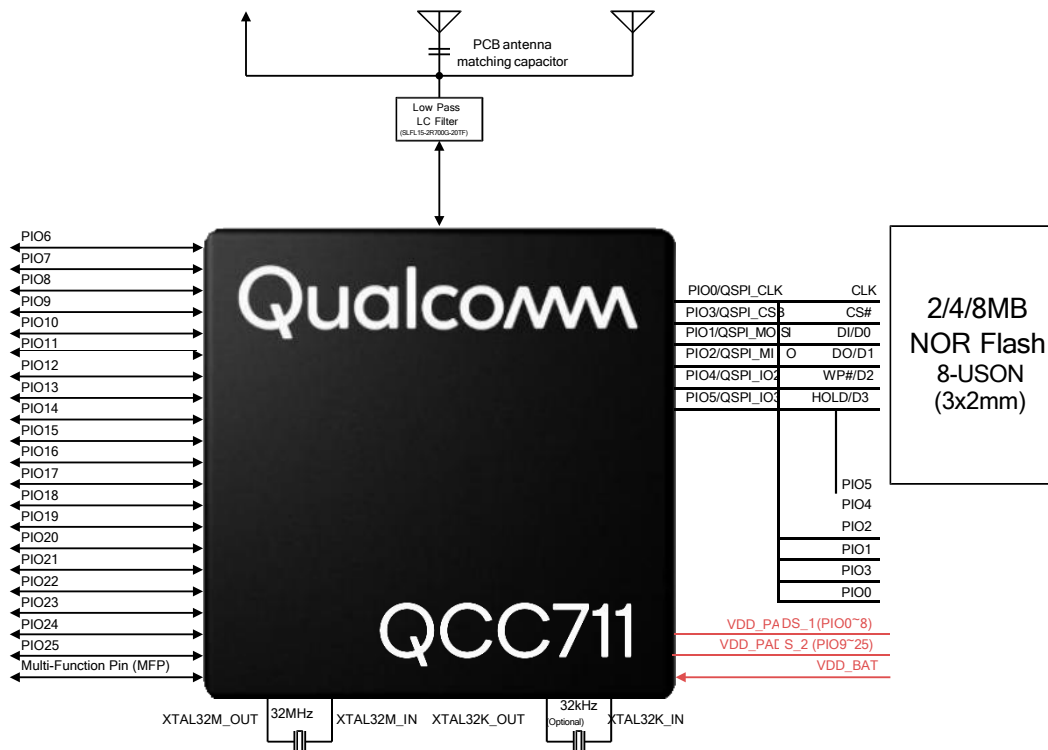 PCB antenna
matching capacitor
Low Pass
LC Filter
(SLFL15-2R700G-20TF)
PIO6
PIO7
PIO8
PIO9
PIO10
PIO11
PIO12
PIO13
PIO14
PIO15
PIO16
PIO17
PIO18
PIO19
PIO20
PIO21
PIO22
PIO23
PIO24
PIO25
Multi-Function Pin (MFP)
Qualcomm
QCC711
PIO0/QSPI_CLK CLK
PIO3/QSPI_CSB CS#
PIO1/QSPI_MOSI DI/D0
PIO2/QSPI_MISO DO/D1
PIO4/QSPI_IO2 WP#/D2
PIO5/QSPI_IO3 HOLD/D3
2/4/8MB
NOR Flash
8-USON
(3x2mm)
PIO5
PIO4
PIO2
PIO1
PIO3
PIO0
VDD_PADS_1 (PIO0~8)
VDD_PADS_2 (PIO9~25)
VDD_BAT
XTAL32M_OUT
32MHz
XTAL32M_IN
XTAL32K_OUT
32kHz
(Optional)
XTAL32K_IN